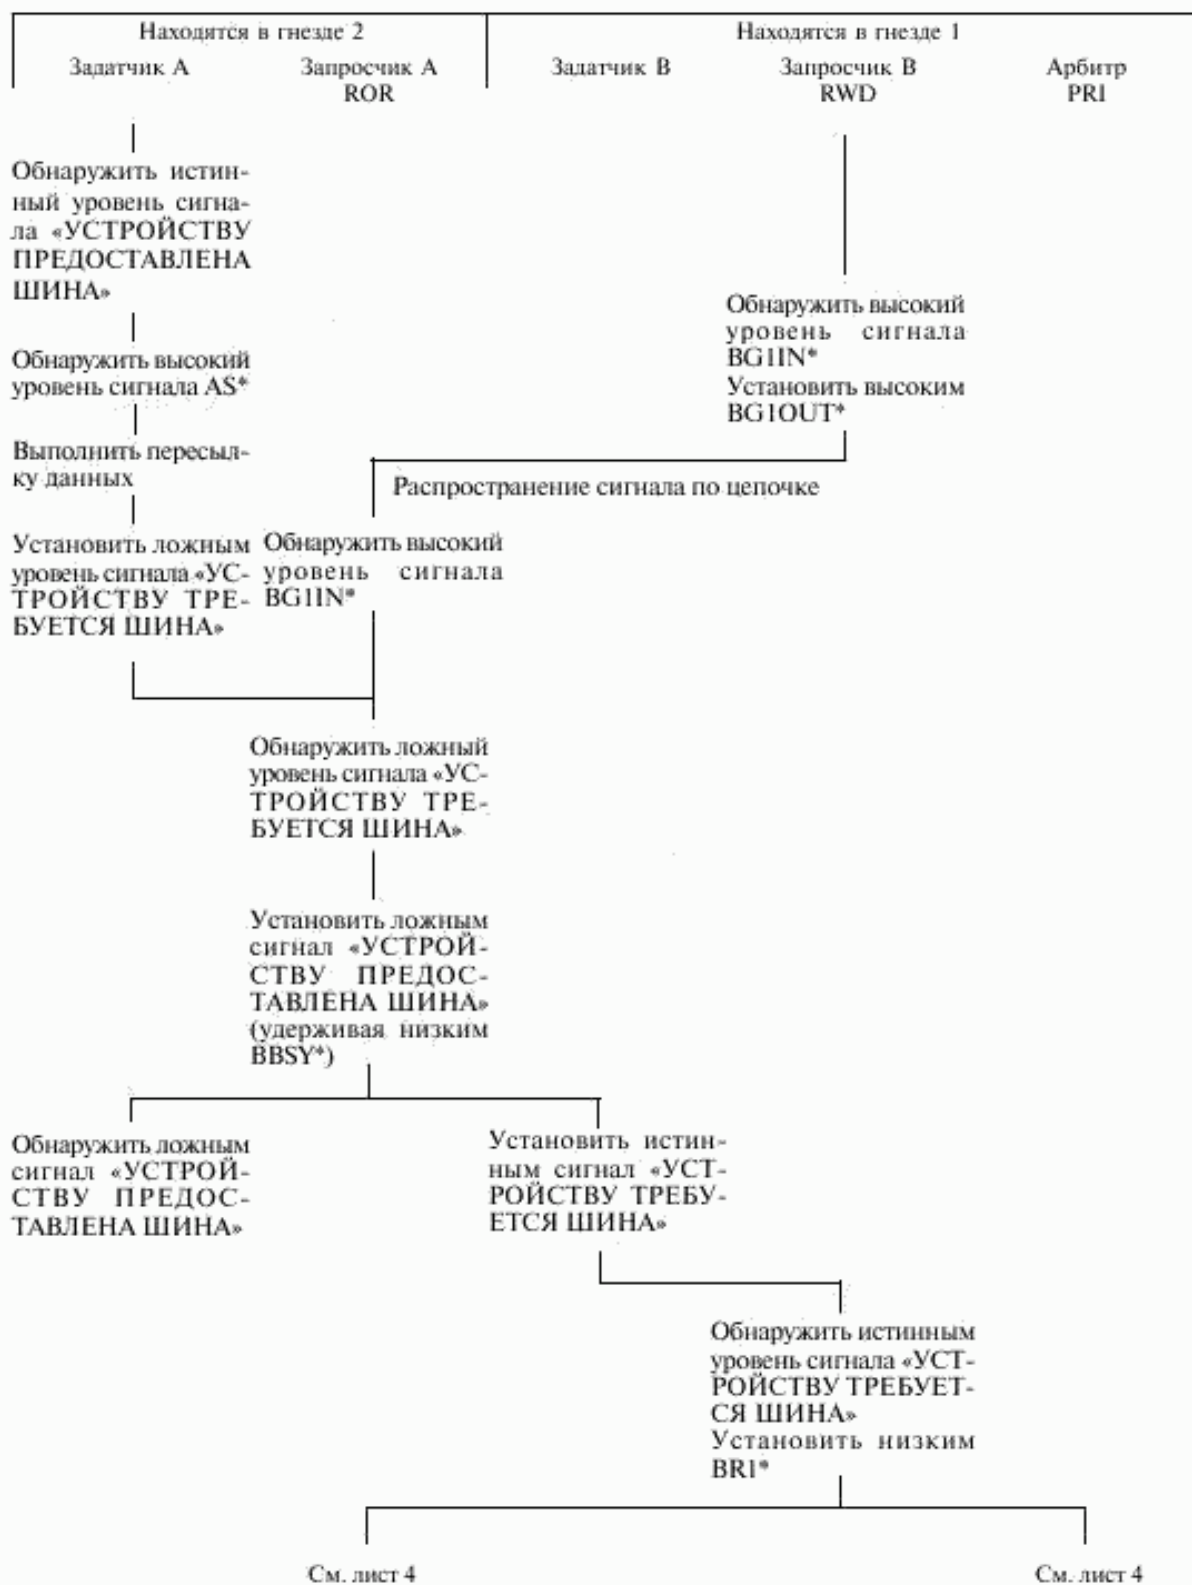 Находятся в гнезде 2
Находятся в гнезде 1
Задатчик А
Запросчик А
ROR
Задатчик В
Запросчик В
RWD
Арбитр
PRI
Обнаружить истин-
ный уровень сигна-
ла «УСТРОЙСТВУ
ПРЕДОСТАВЛЕНА
ШИНА»
Обнаружить высокий
уровень сигнала
BG1IN*
Установить высоким
BG1OUT*
Обнаружить высокий
уровень сигнала AS*
Выполнить пересыл-
ку данных
Распространение сигнала по цепочке
Установить ложным
уровень сигнала «УС-
ТРОЙСТВУ ТРЕ-
БУЕТСЯ ШИНА»
Обнаружить высокий
уровень сигнала
BG1IN*
Обнаружить ложный
уровень сигнала «УС-
ТРОЙСТВУ ТРЕ-
БУЕТСЯ ШИНА»
Установить ложным
сигнал «УСТРОЙ-
СТВУ ПРЕДОС-
ТАВЛЕНА ШИНА»
(удерживая низким
BBSY*)
Обнаружить ложным
сигнал «УСТРОЙ-
СТВУ ПРЕДОС-
ТАВЛЕНА ШИНА»
Установить истин-
ным сигнал «УСТ-
РОЙСТВУ ТРЕБУ-
ЕТСЯ ШИНА»
Обнаружить истинным
уровень сигнала «УСТ-
РОЙСТВУ ТРЕБУЕТ-
СЯ ШИНА»
Установить низким
BR1*
См. лист 4
См. лист 4